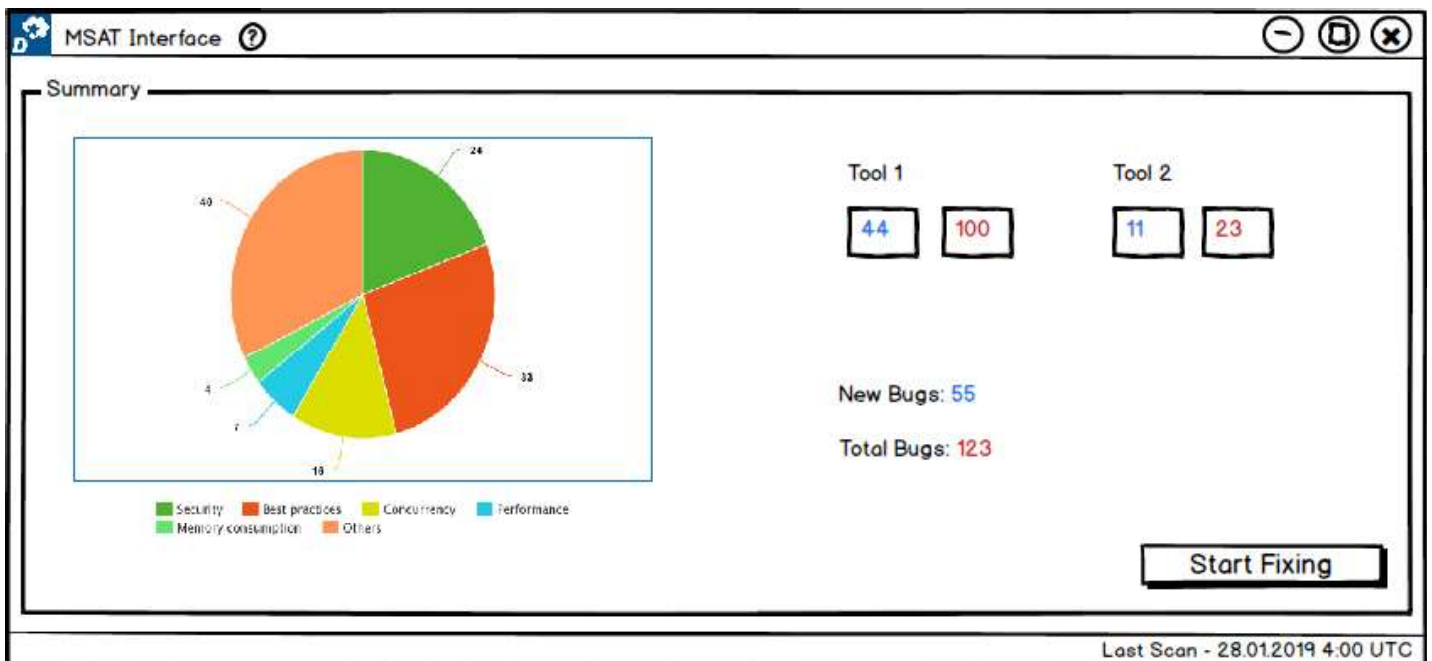 D
MSAT Interface ?
Summary
24
40
33
4
7
Security Best practices Concurrency Performance
Memory consumption Others
Tool 1 Tool 2
44 100 11 23
New Bugs: 55
Total Bugs: 123
Start Fixing
Last Scan - 28.01.2019 4:00 UTC